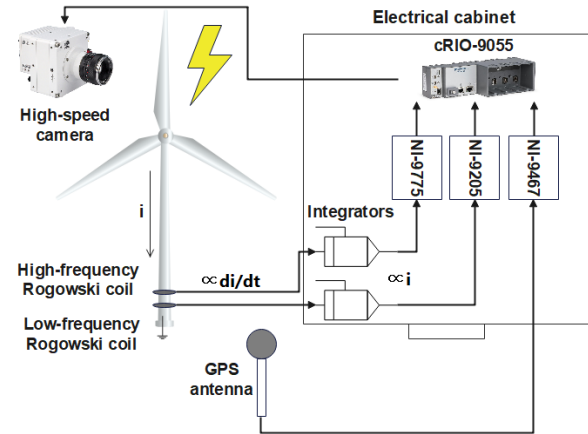 Electrical cabinet
cRIO-9055
High-speed
camera
NI-9775
NI-9205
NI-9467
i
Integrators
High-frequency
Rogowski coil
∝di/dt
∝i
Low-frequency
Rogowski coil
GPS
antenna